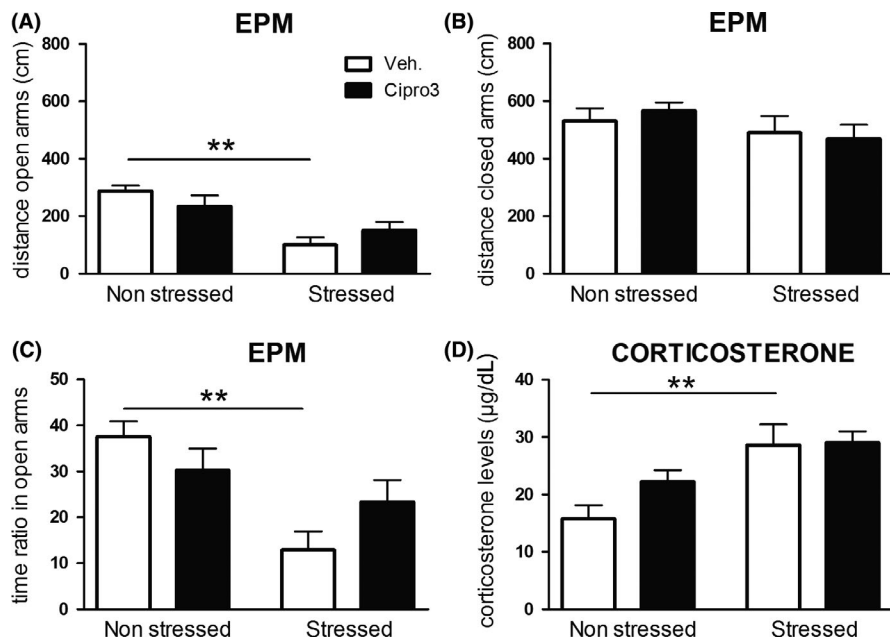 (A)
EPM
distance open arms (cm)
800
600
400
200
0
Veh.
Cipro3
**
Non stressed
Stressed
(B)
EPM
distance closed arms (cm)
800
600
400
200
0
Non stressed
Stressed
(C)
EPM
time ratio in open arms
50
40
30
20
10
0
**
Non stressed
Stressed
(D)
CORTICOSTERONE
corticosterone levels (µg/dL)
40
30
20
10
0
**
Non stressed
Stressed